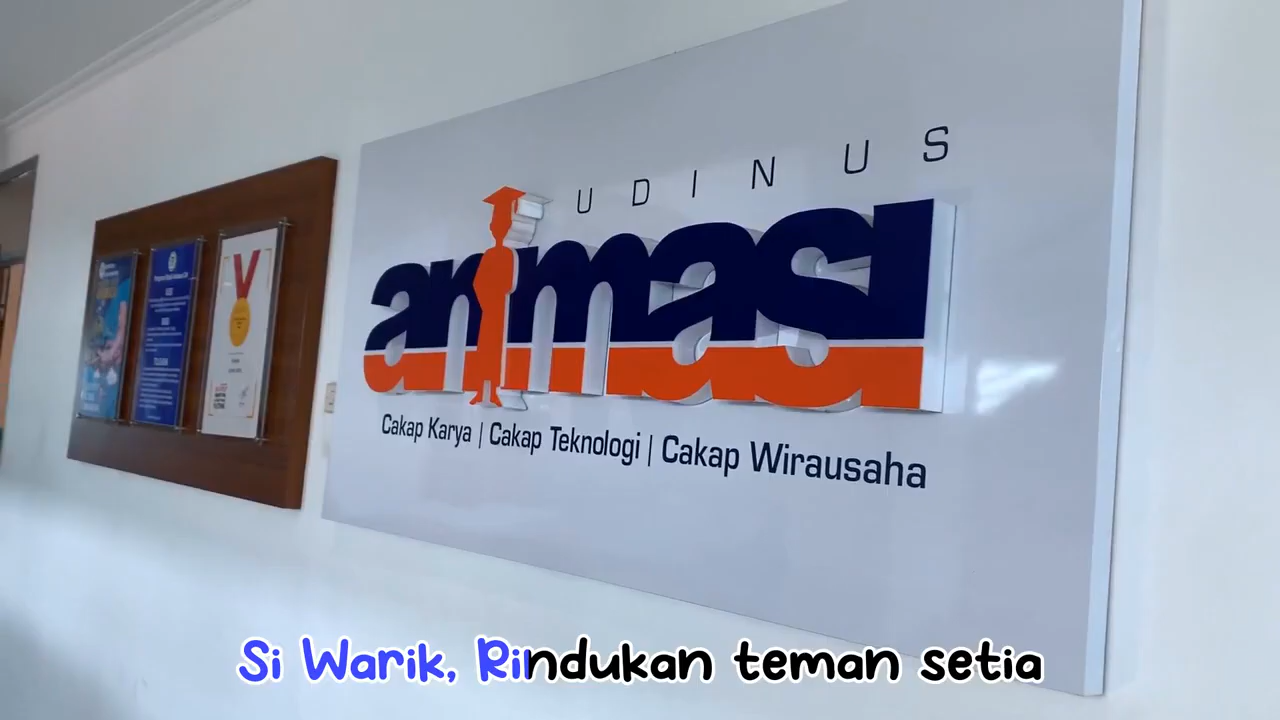 UDINUS
animasi
Cakap Karya | Cakap Teknologi | Cakap Wirausaha
Si Warik, Rindukan teman setia